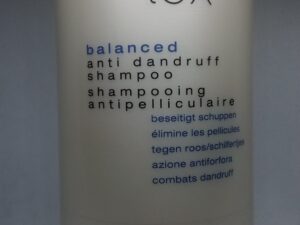 balanced
anti dandruff
shampoo
shampooing
antipelliculaire
beseitigt schuppen
élimine les pellicules
tegen roos/schilfertjes
azione antiforfora
combats dandruff